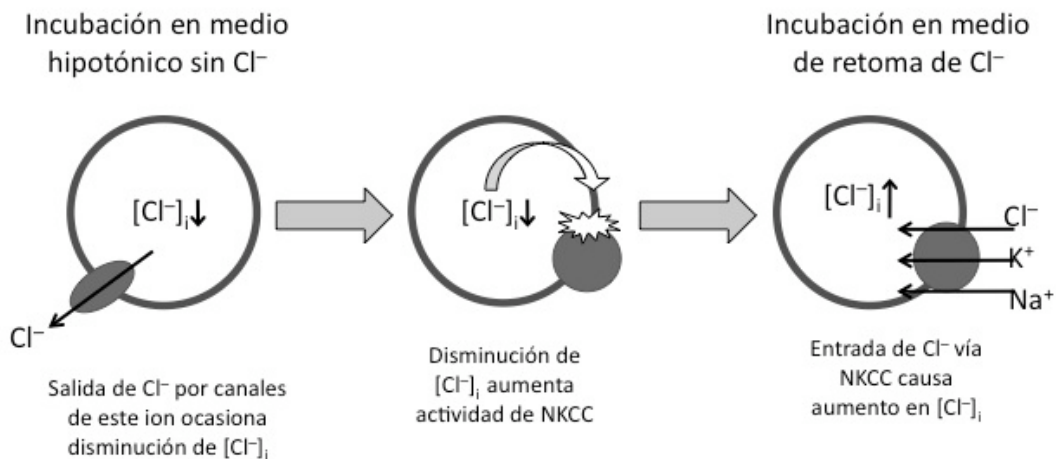 Incubación en medio
hipotónico sin Cl⁻
Incubación en medio
de retoma de Cl⁻
[Cl⁻]ᵢ↓
Cl⁻
[Cl⁻]ᵢ↓
[Cl⁻]ᵢ↑
Cl⁻
K⁺
Na⁺
Salida de Cl⁻ por canales
de este ion ocasiona
disminución de [Cl⁻]ᵢ
Disminución de
[Cl⁻]ᵢ aumenta
actividad de NKCC
Entrada de Cl⁻ vía
NKCC causa
aumento en [Cl⁻]ᵢ